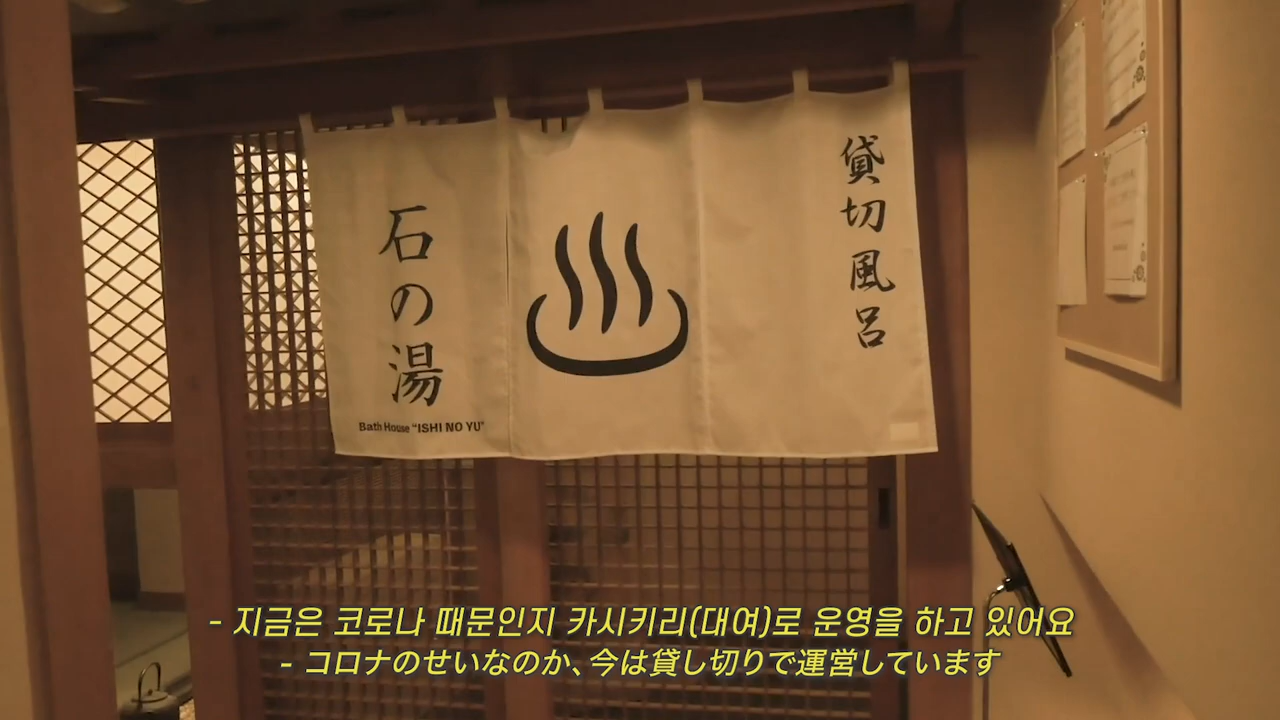 貸切風呂
石の湯
Bath House "ISHI NO YU"
- 지금은 코로나 때문인지 카시키리(대여)로 운영을 하고 있어요
- コロナのせいなのか、今は貸し切りで運営しています